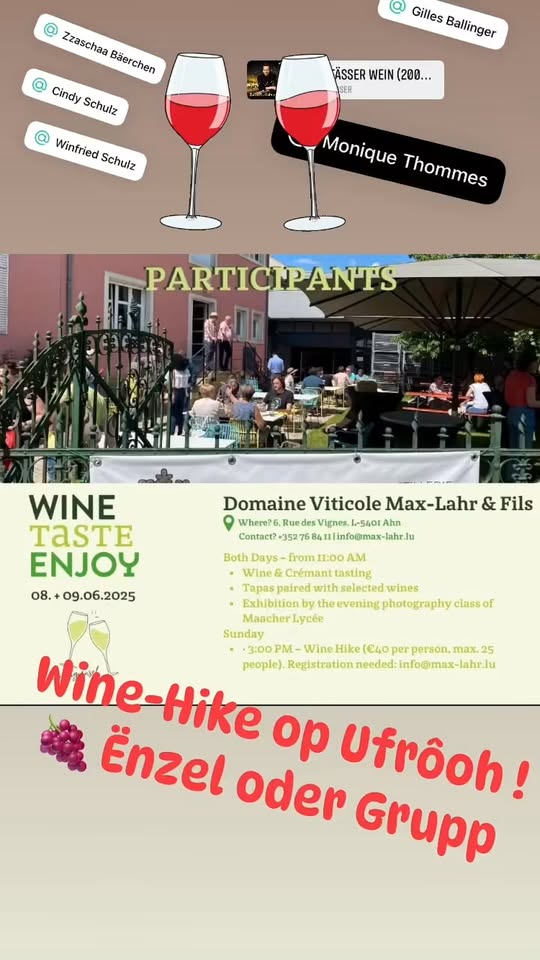 @ Gilles Ballinger
@ Zzaschaa Bäerchen
@ Cindy Schulz
@ Winfried Schulz
FÄSSER WEIN (200...
Monique Thommes
PARTICIPANTS
WINE
TaSTE
ENJOY
08. + 09.06.2025
Domaine Viticole Max-Lahr & Fils
Where? 6, Rue des Vignes, L-5401 Ahn
Contact? +352 76 84 11 | info@max-lahr.lu
Both Days – from 11:00 AM
• Wine & Crémant tasting
• Tapas paired with selected wines
• Exhibition by the evening photography class of
Maacher Lycée
Sunday
• · 3:00 PM – Wine Hike (€40 per person, max. 25
people). Registration needed: info@max-lahr.lu
Wine-Hike op Ufrôoh !
Ënzel oder Grupp